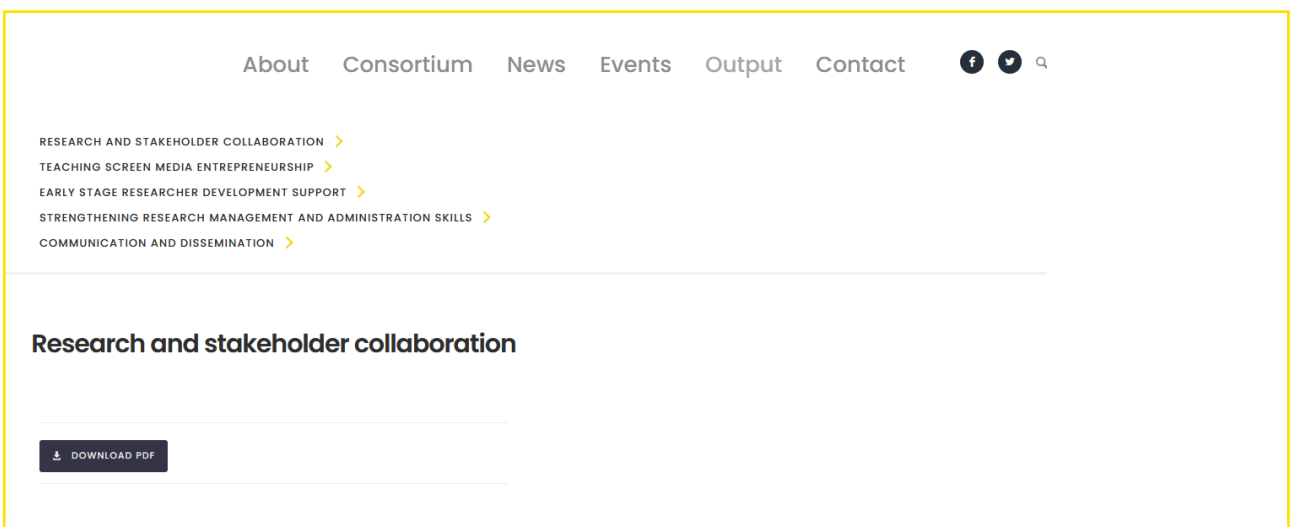 About Consortium News Events Output Contact
RESEARCH AND STAKEHOLDER COLLABORATION
TEACHING SCREEN MEDIA ENTREPRENEURSHIP
EARLY STAGE RESEARCHER DEVELOPMENT SUPPORT
STRENGTHENING RESEARCH MANAGEMENT AND ADMINISTRATION SKILLS
COMMUNICATION AND DISSEMINATION
Research and stakeholder collaboration
DOWNLOAD PDF